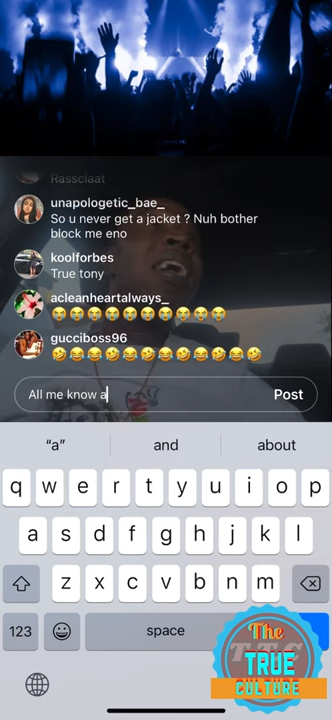 Rassclaat
unapologetic_bae_
So u never get a jacket ? Nuh bother
block me eno
koolforbes
True tony
acleanheartalways_
😭😭😭😭😭😭😭😭😭😭
gucciboss96
🤣😂🤣😂🤣😂🤣😂🤣😂🤣😂🤣
All me know a
Post
“a”
and
about
q w e r t y u i o p
a s d f g h j k l
z x c v b n m
123
space
The
T.T.C
TRUE
CULTURE